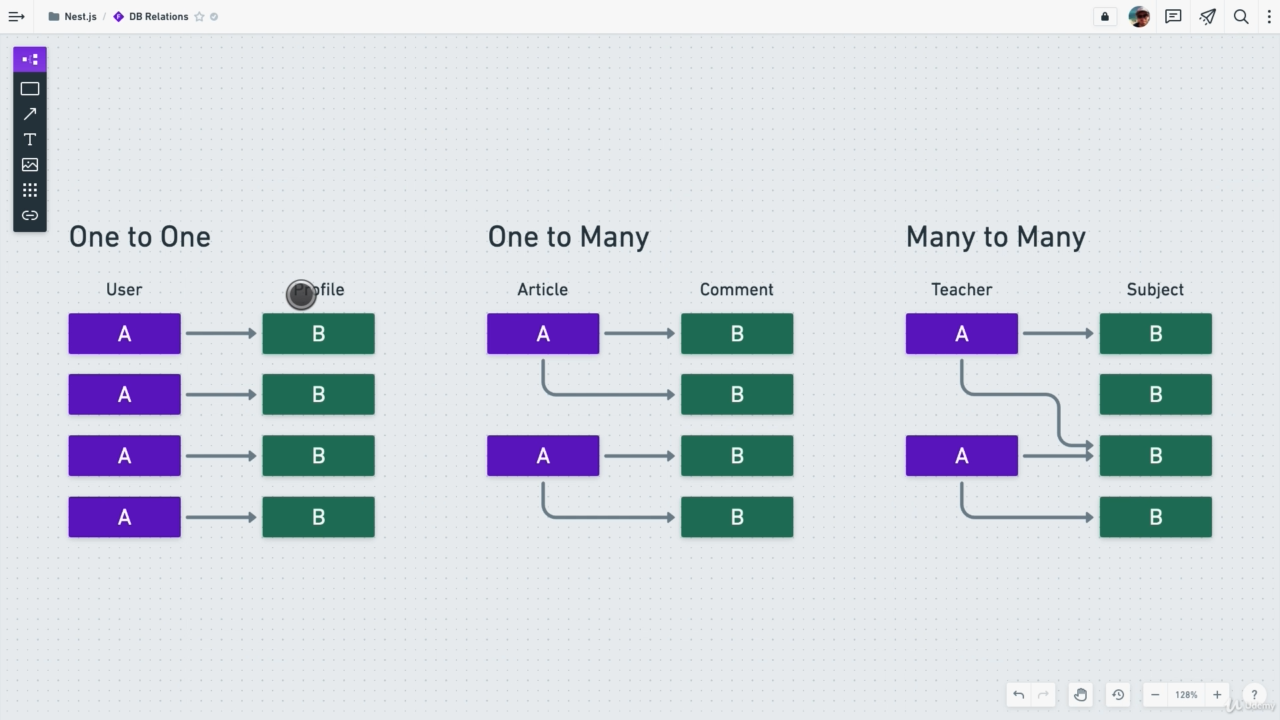 Nest.js / DB Relations
One to One
User
Profile
A
B
A
B
A
B
A
B
One to Many
Article
Comment
A
B
B
A
B
B
Many to Many
Teacher
Subject
A
B
B
A
B
B
T
128%
?
udemy